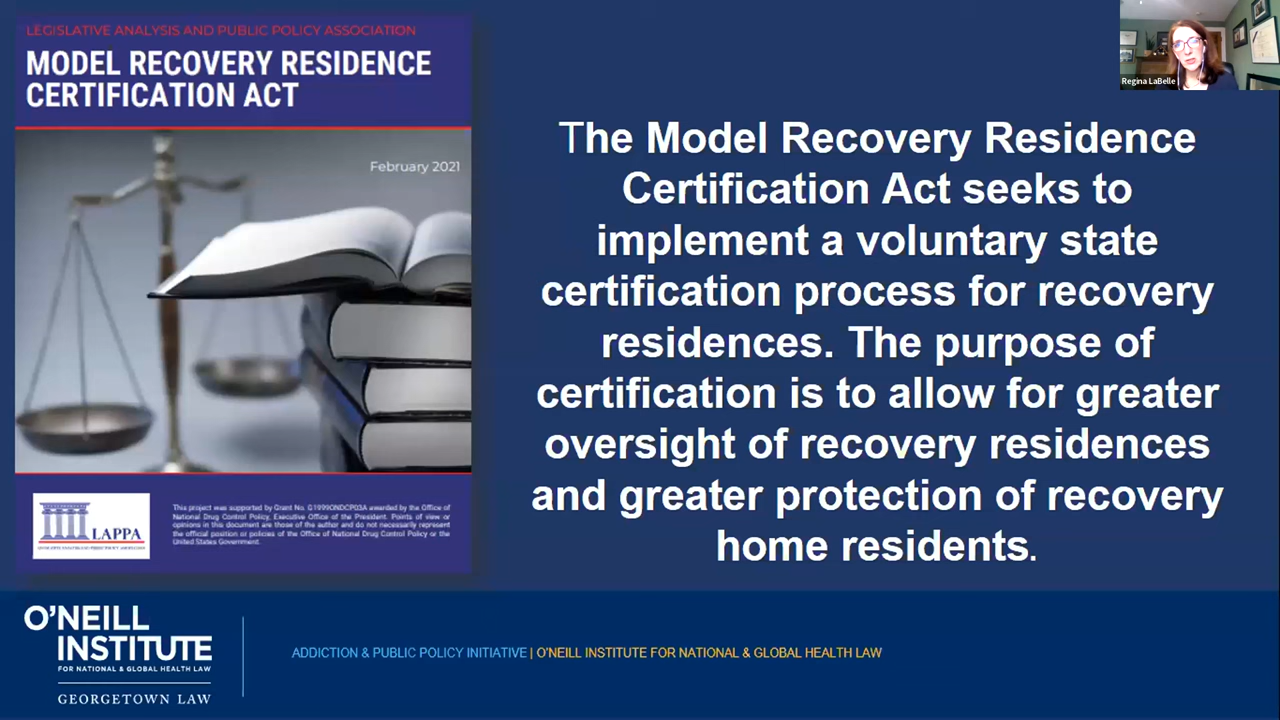 LEGISLATIVE ANALYSIS AND PUBLIC POLICY ASSOCIATION
MODEL RECOVERY RESIDENCE
CERTIFICATION ACT
February 2021
LAPPA
This project was supported by Grant No. G1999ONDCP03A awarded by the Office of
National Drug Control Policy, Executive Office of the President. Points of view or
opinions in this document are those of the author and do not necessarily represent
the official position or policies of the Office of National Drug Control Policy or the
United States Government.
Regina LaBelle
The Model Recovery Residence
Certification Act seeks to
implement a voluntary state
certification process for recovery
residences. The purpose of
certification is to allow for greater
oversight of recovery residences
and greater protection of recovery
home residents.
O'NEILL
INSTITUTE
FOR NATIONAL & GLOBAL HEALTH LAW
GEORGETOWN LAW
ADDICTION & PUBLIC POLICY INITIATIVE | O'NEILL INSTITUTE FOR NATIONAL & GLOBAL HEALTH LAW